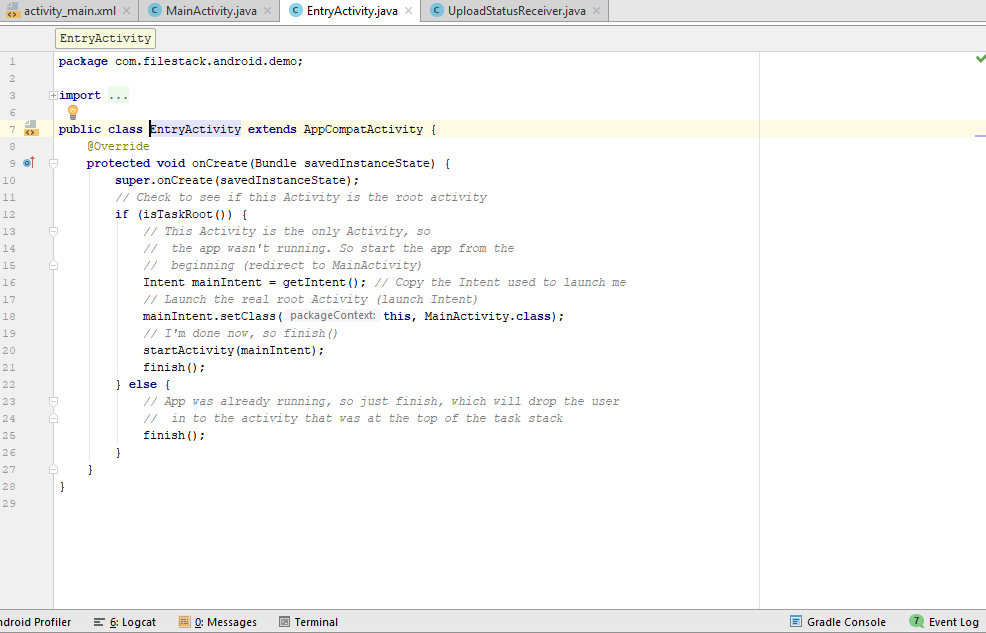 activity_main.xml MainActivity.java EntryActivity.java UploadStatusReceiver.java
EntryActivity
1 package com.filestack.android.demo;
2
3 import ...
6
7 public class EntryActivity extends AppCompatActivity {
8 @Override
9 protected void onCreate(Bundle savedInstanceState) {
10 super.onCreate(savedInstanceState);
11 // Check to see if this Activity is the root activity
12 if (isTaskRoot()) {
13 // This Activity is the only Activity, so
14 //  the app wasn't running. So start the app from the
15 //  beginning (redirect to MainActivity)
16 Intent mainIntent = getIntent(); // Copy the Intent used to launch me
17 // Launch the real root Activity (launch Intent)
18 mainIntent.setClass( packageContext: this, MainActivity.class);
19 // I'm done now, so finish()
20 startActivity(mainIntent);
21 finish();
22 } else {
23 // App was already running, so just finish, which will drop the user
24 //  in to the activity that was at the top of the task stack
25 finish();
26 }
27 }
28 }
29
ndroid Profiler 6: Logcat 0: Messages Terminal Gradle Console 7 Event Log